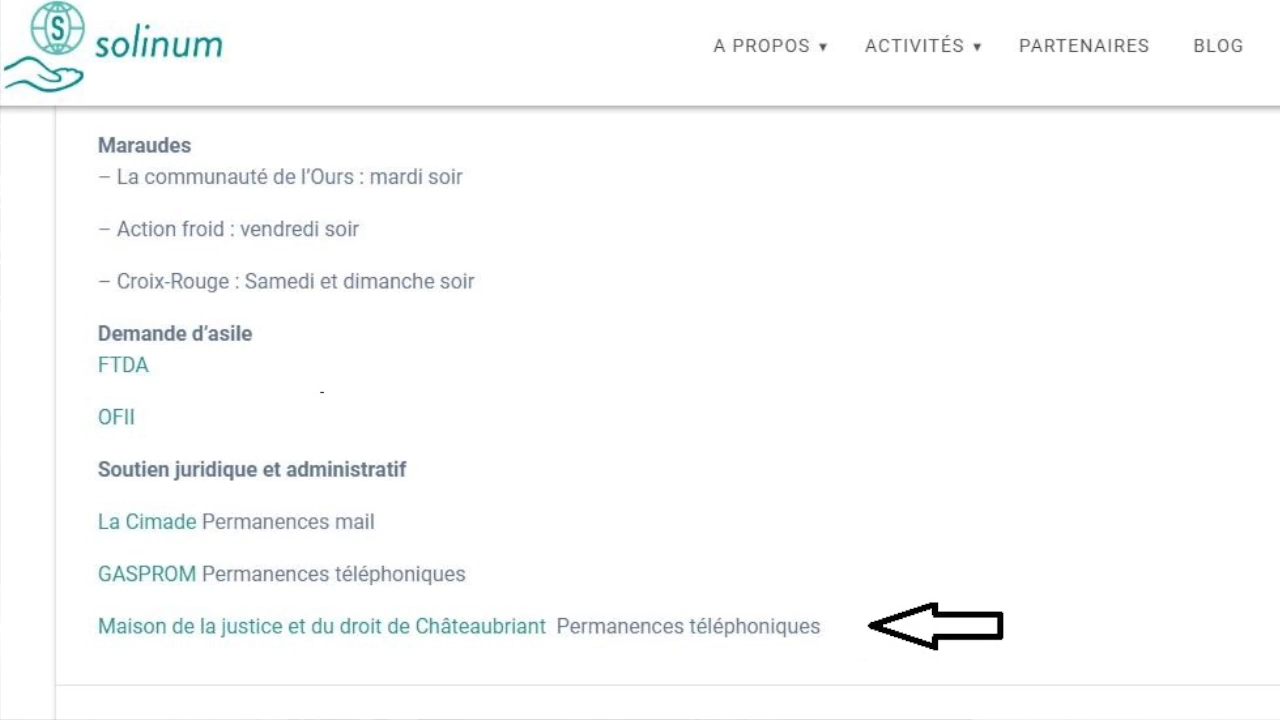 S
solinum
A PROPOS ▾ ACTIVITÉS ▾ PARTENAIRES BLOG
Maraudes
– La communauté de l’Ours : mardi soir
– Action froid : vendredi soir
– Croix-Rouge : Samedi et dimanche soir
Demande d’asile
FTDA
OFII
Soutien juridique et administratif
La Cimade Permanences mail
GASPROM Permanences téléphoniques
Maison de la justice et du droit de Châteaubriant Permanences téléphoniques